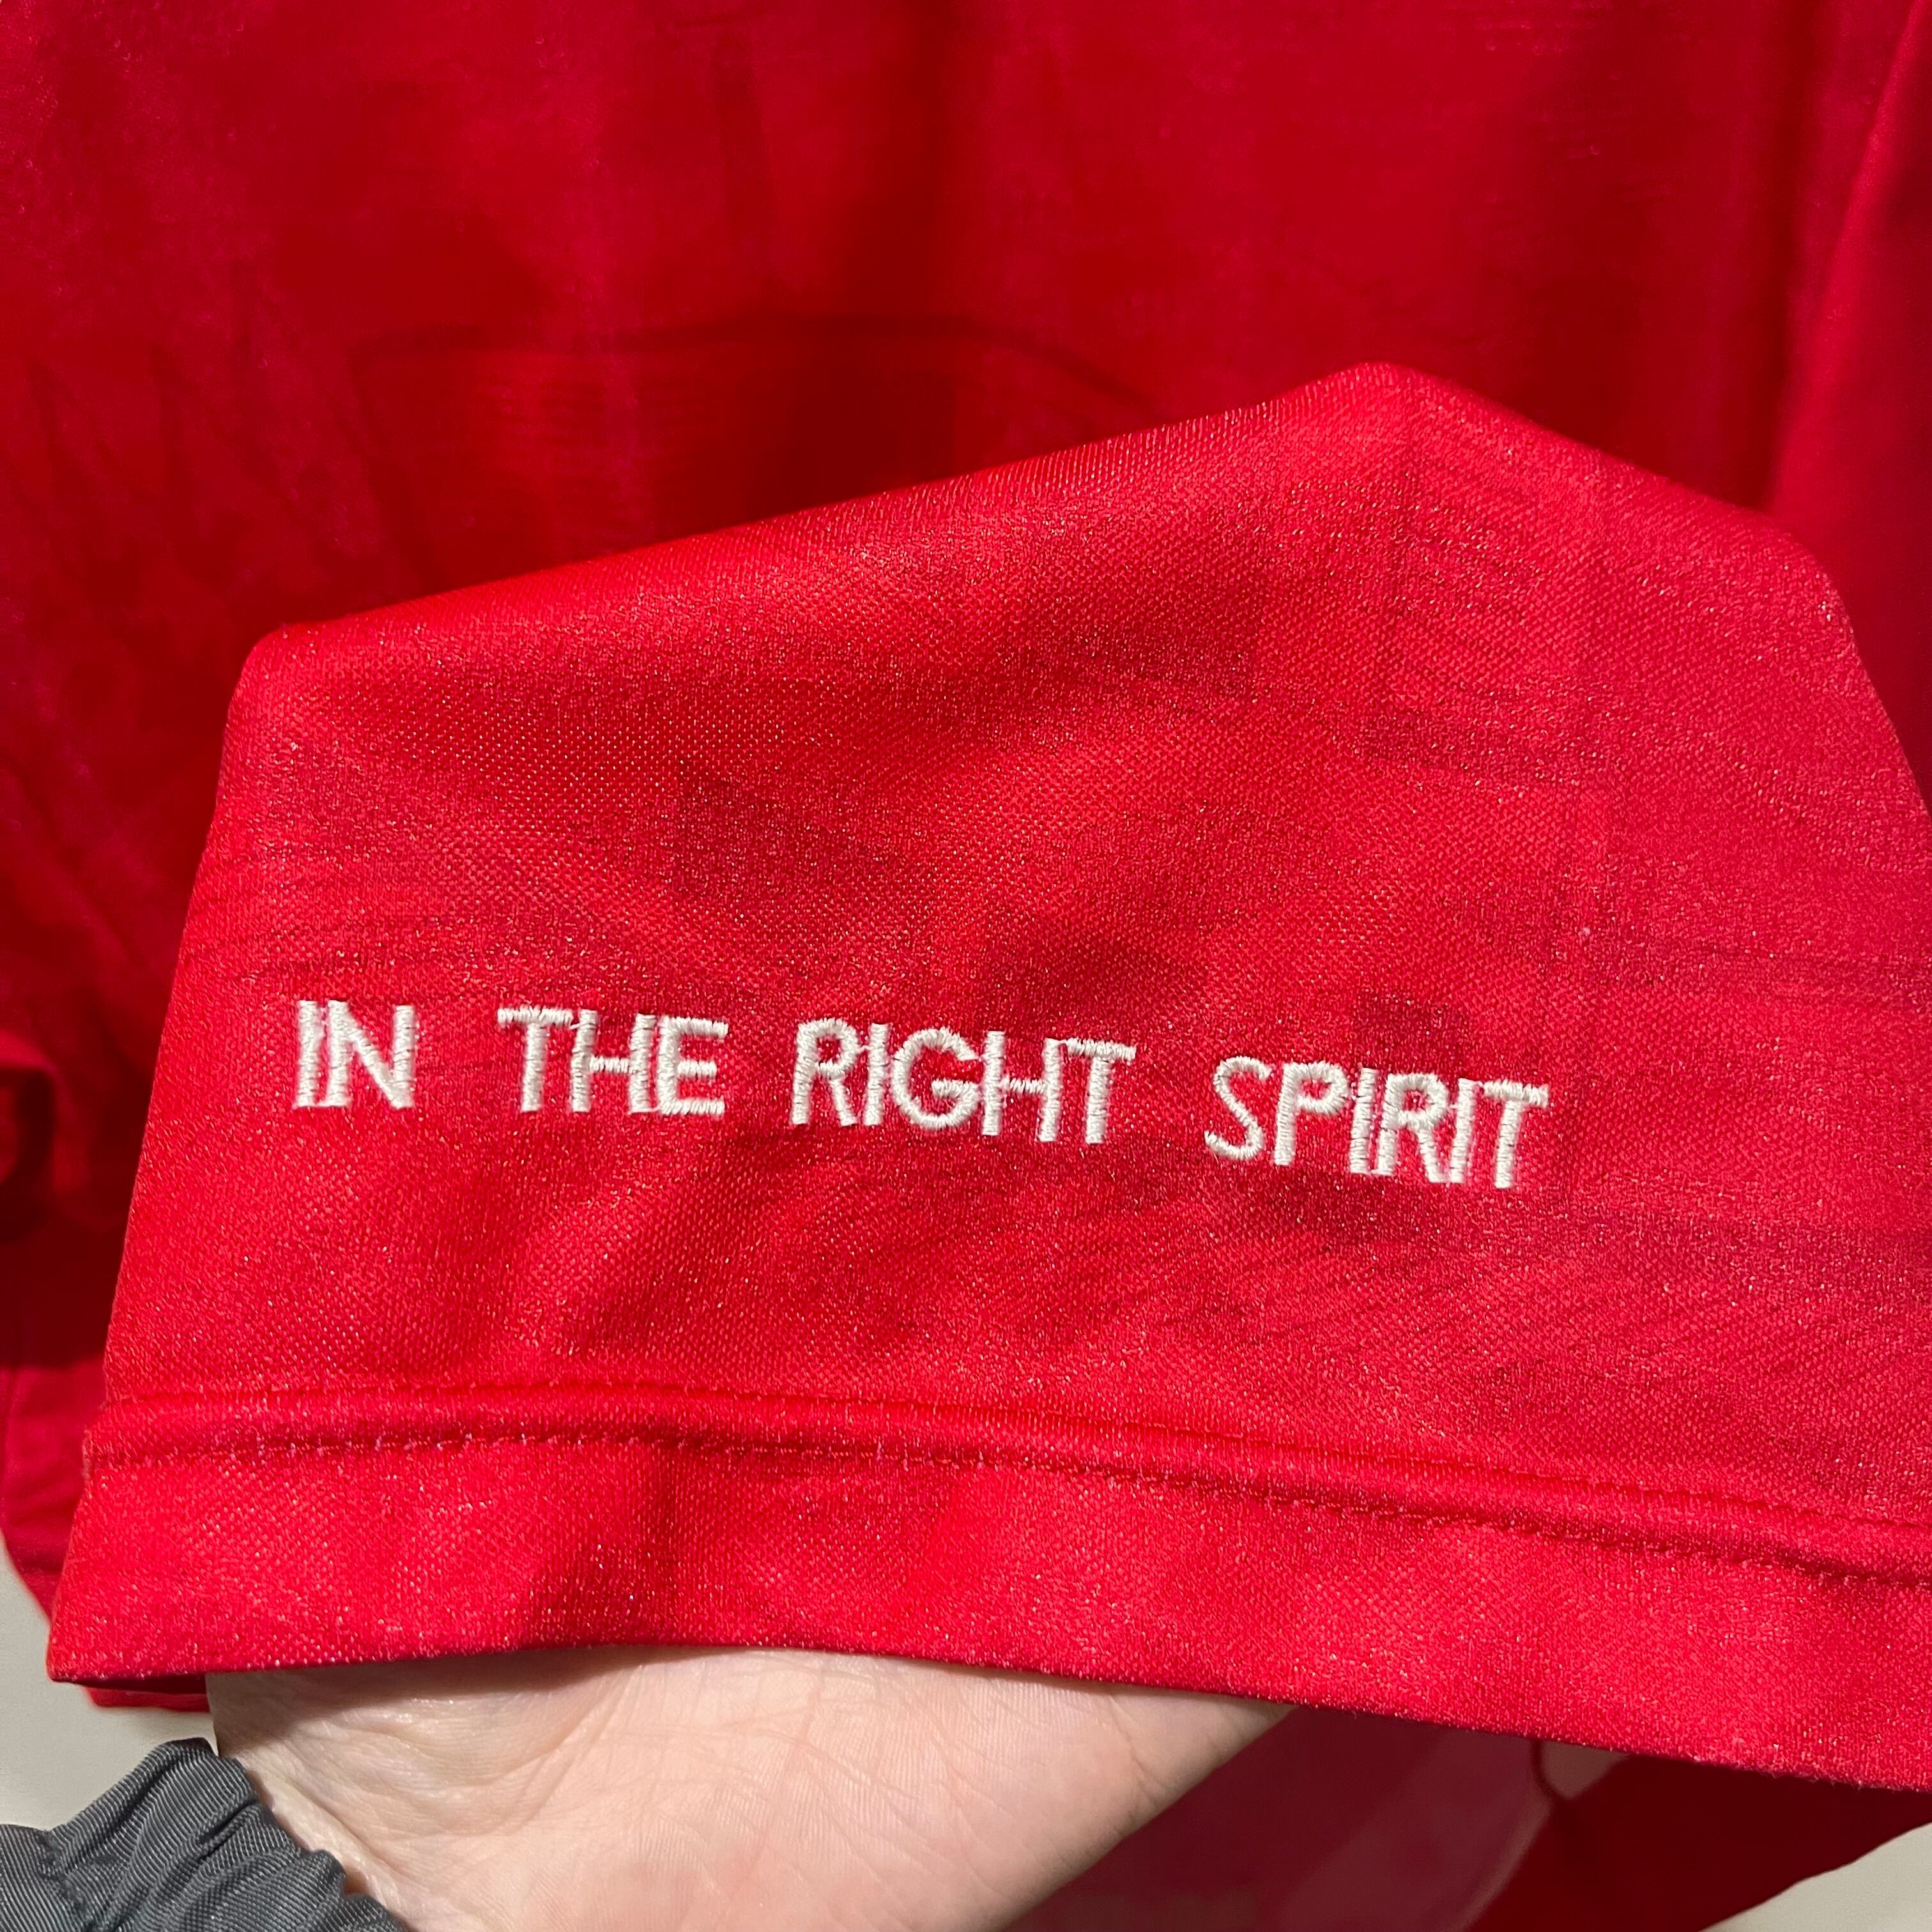 IN THE RIGHT SPIRIT